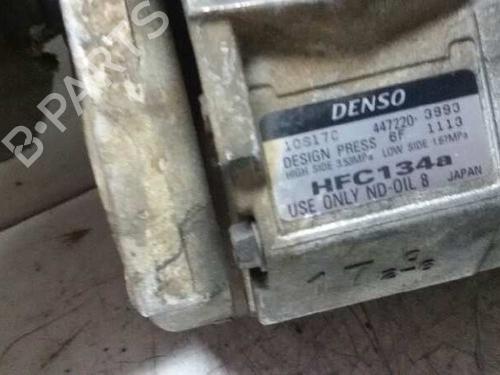 DENSO
10S17C 447220-3993
DESIGN PRESS 6F 1113
HIGH SIDE 3.53MPa LOW SIDE 1.67MPa
HFC134a
USE ONLY ND-OIL 8 JAPAN
B-PARTS